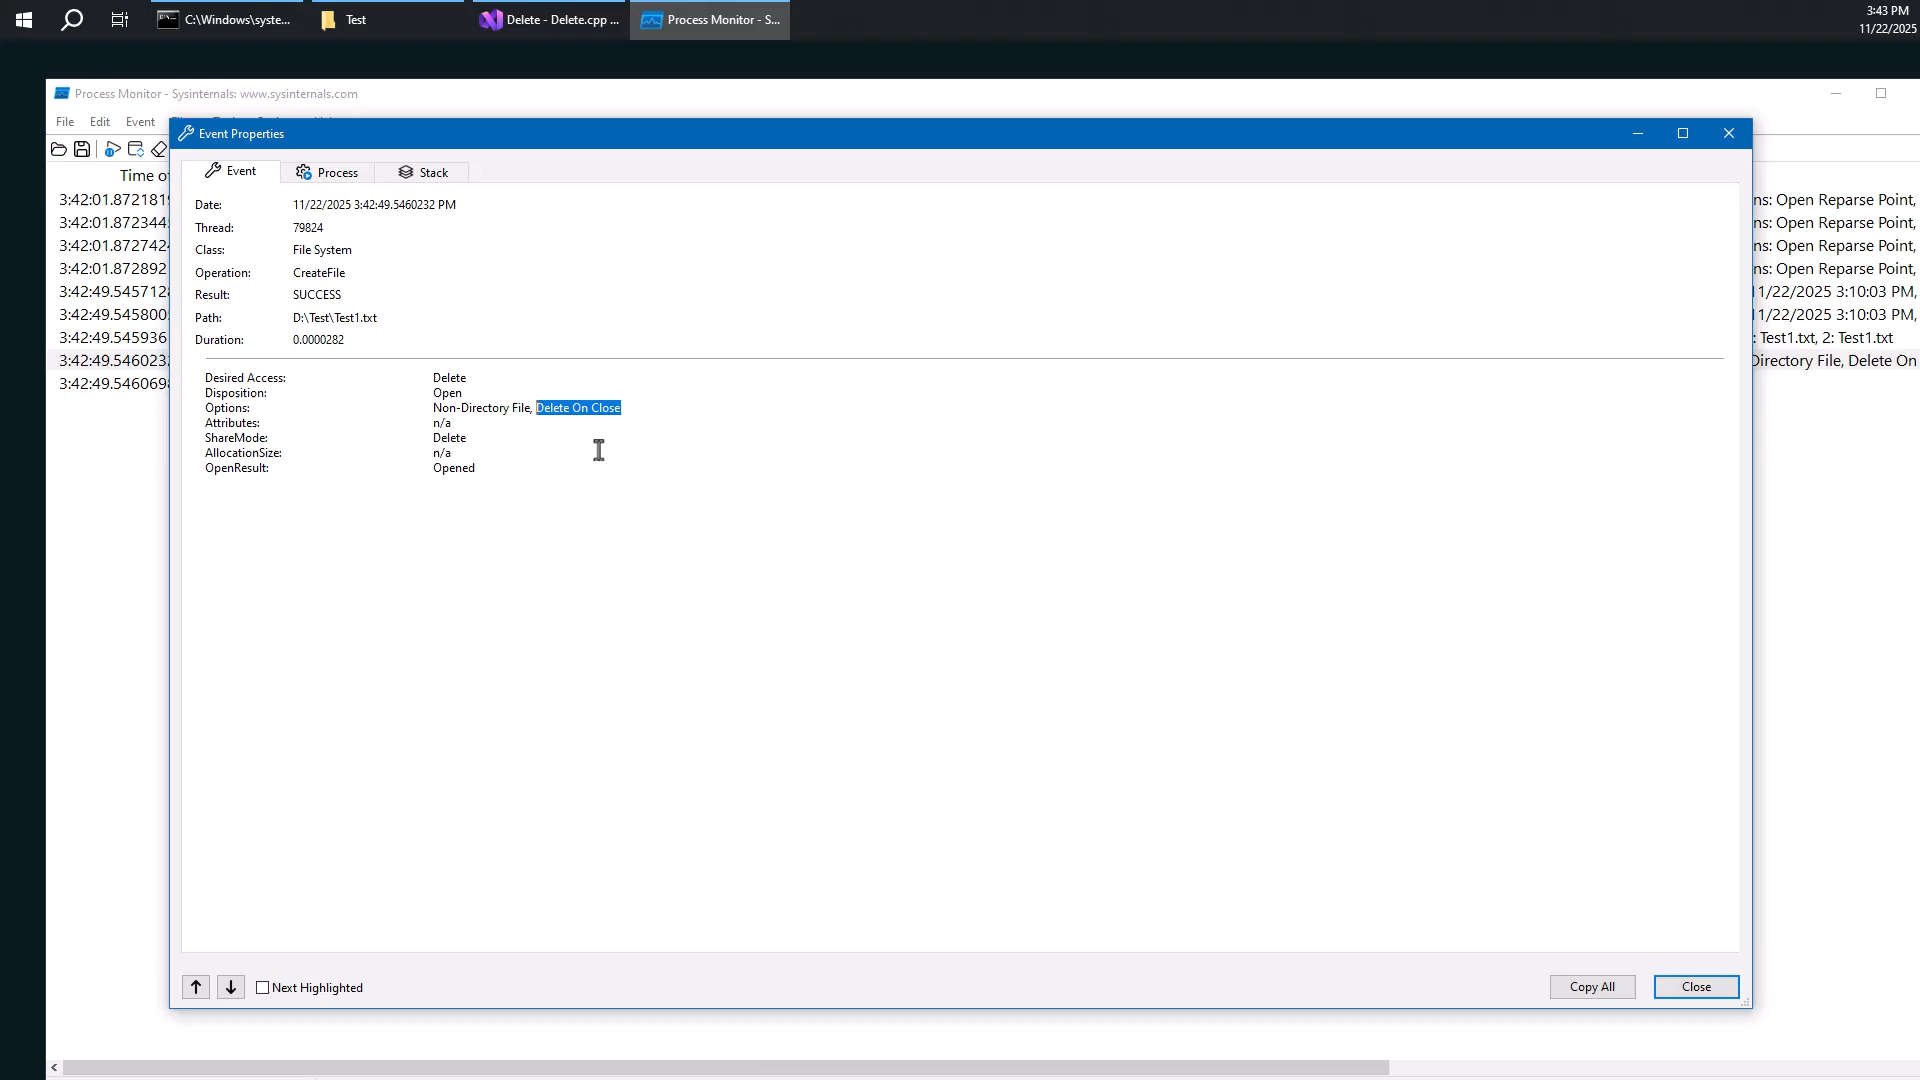 C:\Windows\syste...
Test
Delete - Delete.cpp ...
Process Monitor - S...
3:43 PM
11/22/2025
Process Monitor - Sysinternals: www.sysinternals.com
File Edit Event
Event Properties
Time of
Event Process Stack
3:42:01.872181
3:42:01.872344
3:42:01.872742
3:42:01.872892
3:42:49.545712
3:42:49.545800
3:42:49.545936
3:42:49.546023
3:42:49.546069
Date: 11/22/2025 3:42:49.5460232 PM
Thread: 79824
Class: File System
Operation: CreateFile
Result: SUCCESS
Path: D:\Test\Test1.txt
Duration: 0.0000282
Desired Access: Delete
Disposition: Open
Options: Non-Directory File, Delete On Close
Attributes: n/a
ShareMode: Delete
AllocationSize: n/a
OpenResult: Opened
ns: Open Reparse Point,
ns: Open Reparse Point,
ns: Open Reparse Point,
ns: Open Reparse Point,
1/22/2025 3:10:03 PM,
1/22/2025 3:10:03 PM,
: Test1.txt, 2: Test1.txt
Directory File, Delete On
Next Highlighted
Copy All
Close